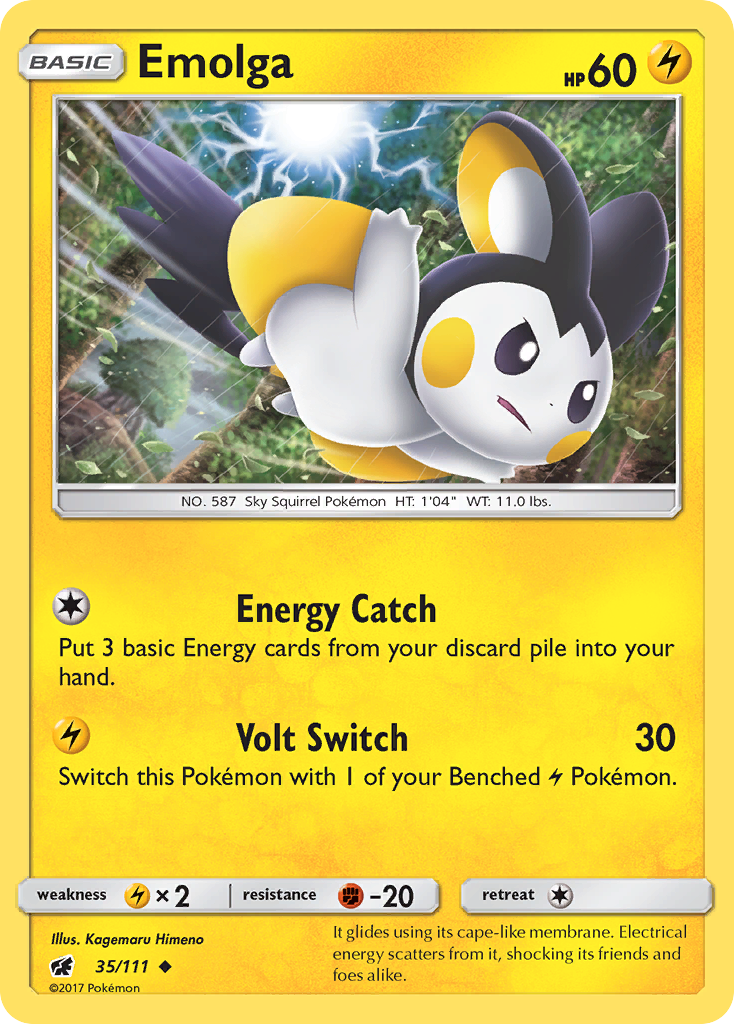 BASIC Emolga HP60
NO. 587 Sky Squirrel Pokémon HT: 1'04" WT: 11.0 lbs.
Energy Catch
Put 3 basic Energy cards from your discard pile into your
hand.
Volt Switch 30
Switch this Pokémon with 1 of your Benched Pokémon.
weakness ×2 resistance -20 retreat
Illus. Kagemaru Himeno
35/111
©2017 Pokémon
It glides using its cape-like membrane. Electrical
energy scatters from it, shocking its friends and
foes alike.